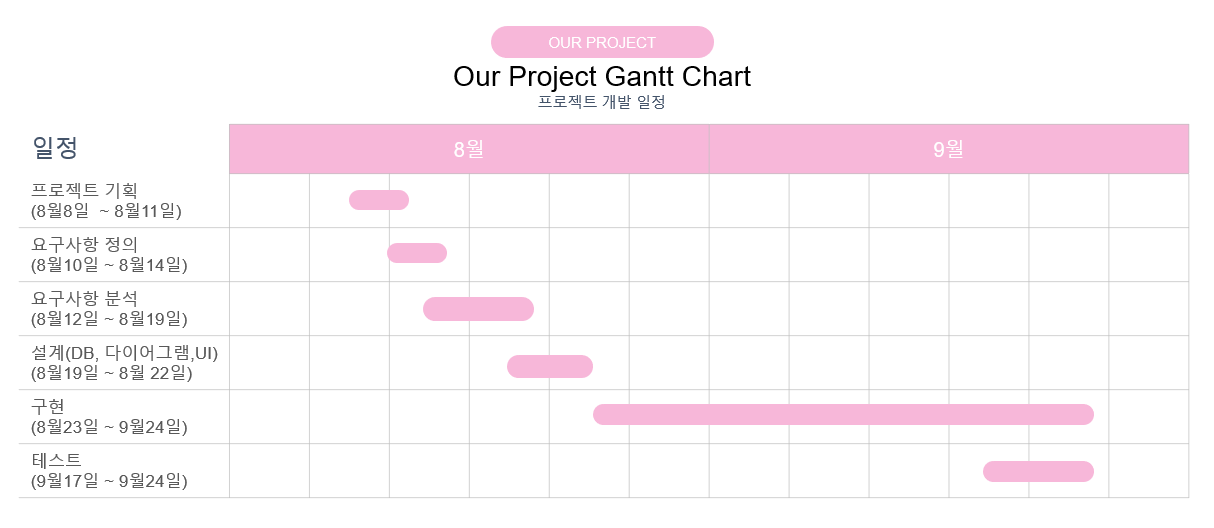 OUR PROJECT
Our Project Gantt Chart
프로젝트 개발 일정
일정
8월
9월
프로젝트 기획
(8월8일  ~ 8월11일)
요구사항 정의
(8월10일 ~ 8월14일)
요구사항 분석
(8월12일 ~ 8월19일)
설계(DB, 다이어그램,UI)
(8월19일 ~ 8월 22일)
구현
(8월23일 ~ 9월24일)
테스트
(9월17일 ~ 9월24일)